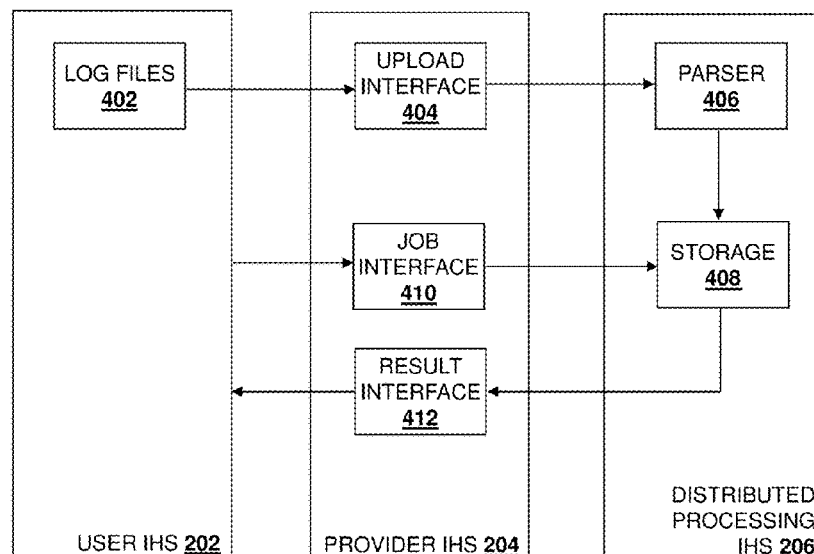 LOG FILES
402
UPLOAD
INTERFACE
404
PARSER
406
JOB
INTERFACE
410
STORAGE
408
RESULT
INTERFACE
412
USER IHS 202
PROVIDER IHS 204
DISTRIBUTED
PROCESSING
IHS 206